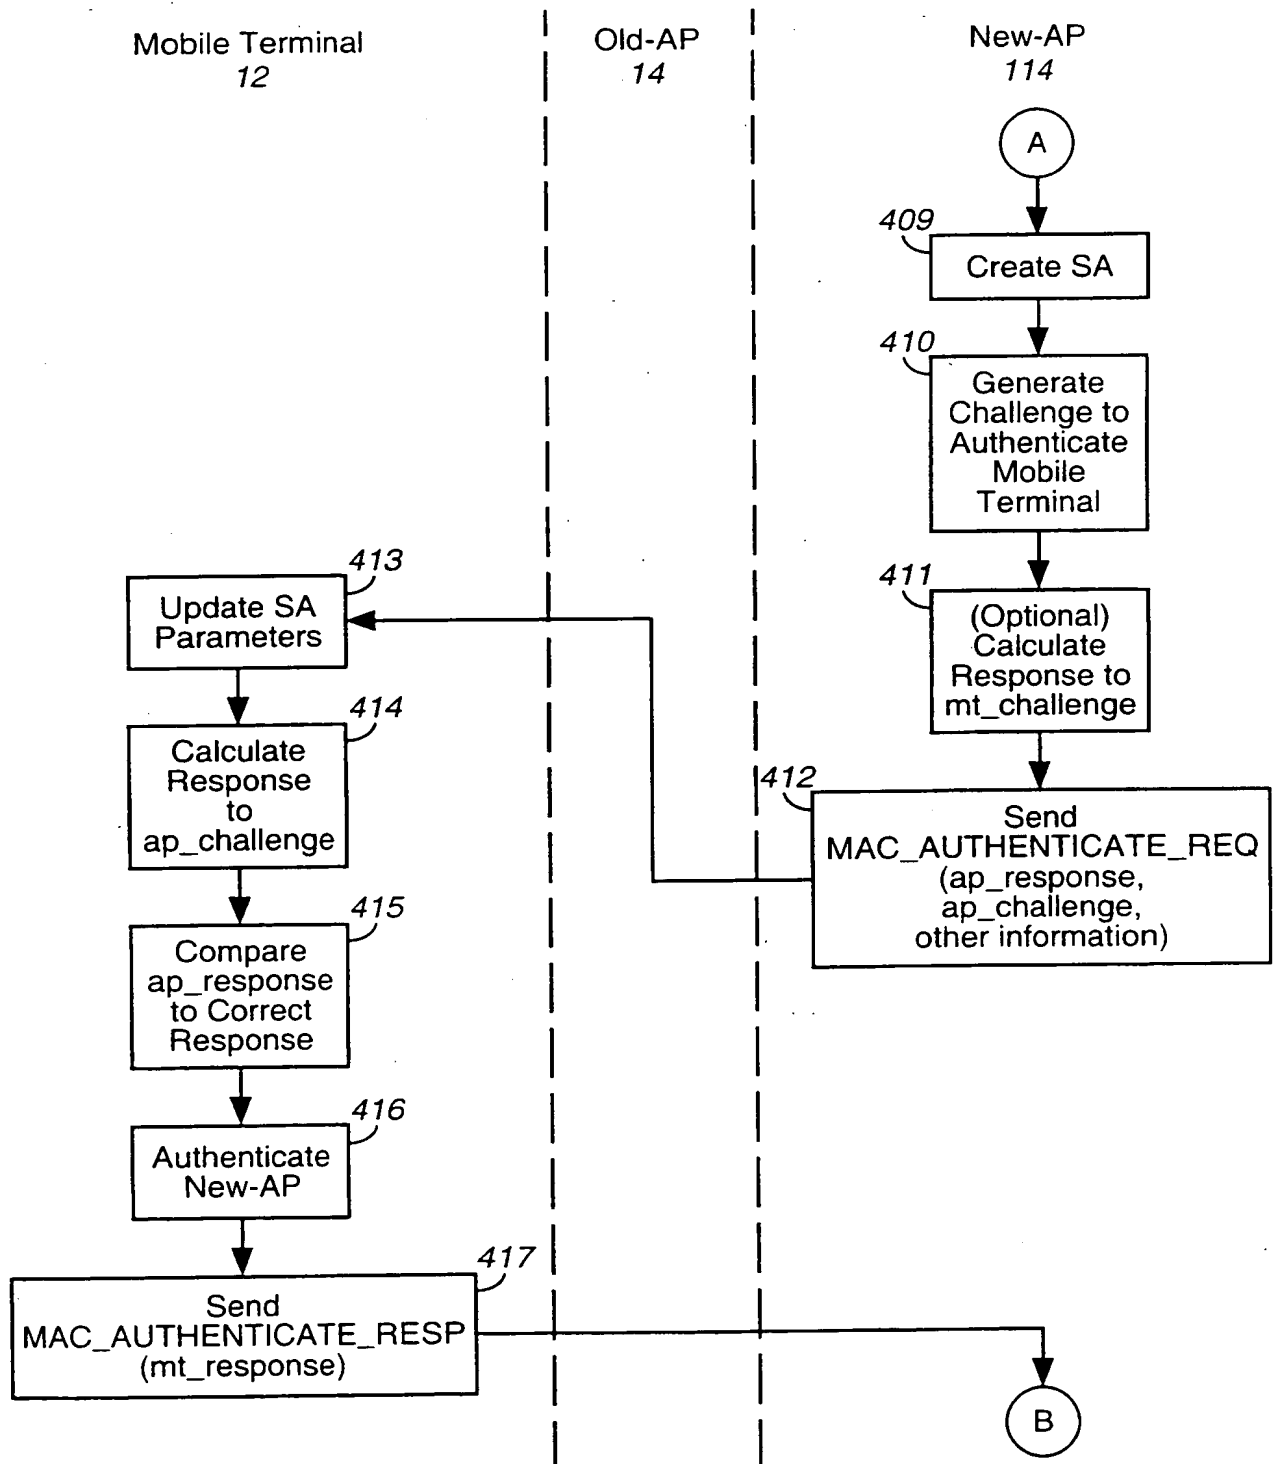 Mobile Terminal
12
Old-AP
14
New-AP
114
A
409
Create SA
410
Generate
Challenge to
Authenticate
Mobile
Terminal
411
(Optional)
Calculate
Response to
mt_challenge
412
Send
MAC_AUTHENTICATE_REQ
(ap_response,
ap_challenge,
other information)
413
Update SA
Parameters
414
Calculate
Response
to
ap_challenge
415
Compare
ap_response
to Correct
Response
416
Authenticate
New-AP
417
Send
MAC_AUTHENTICATE_RESP
(mt_response)
B